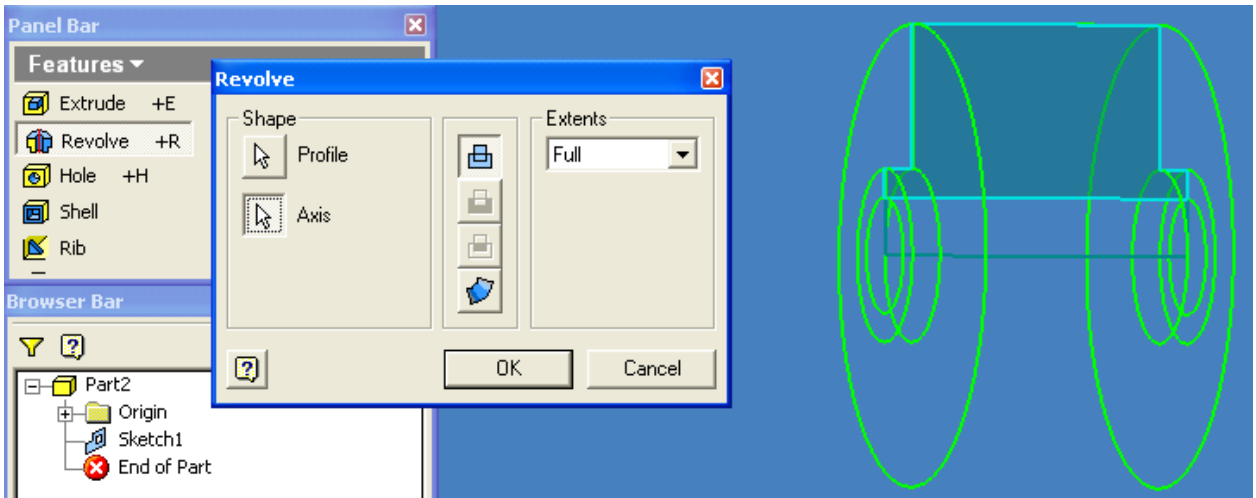 Panel Bar
Features
Extrude +E
Revolve +R
Hole +H
Shell
Rib
Revolve
Shape
Profile
Axis
Extents
Full
OK
Cancel
Browser Bar
Part2
Origin
Sketch1
End of Part